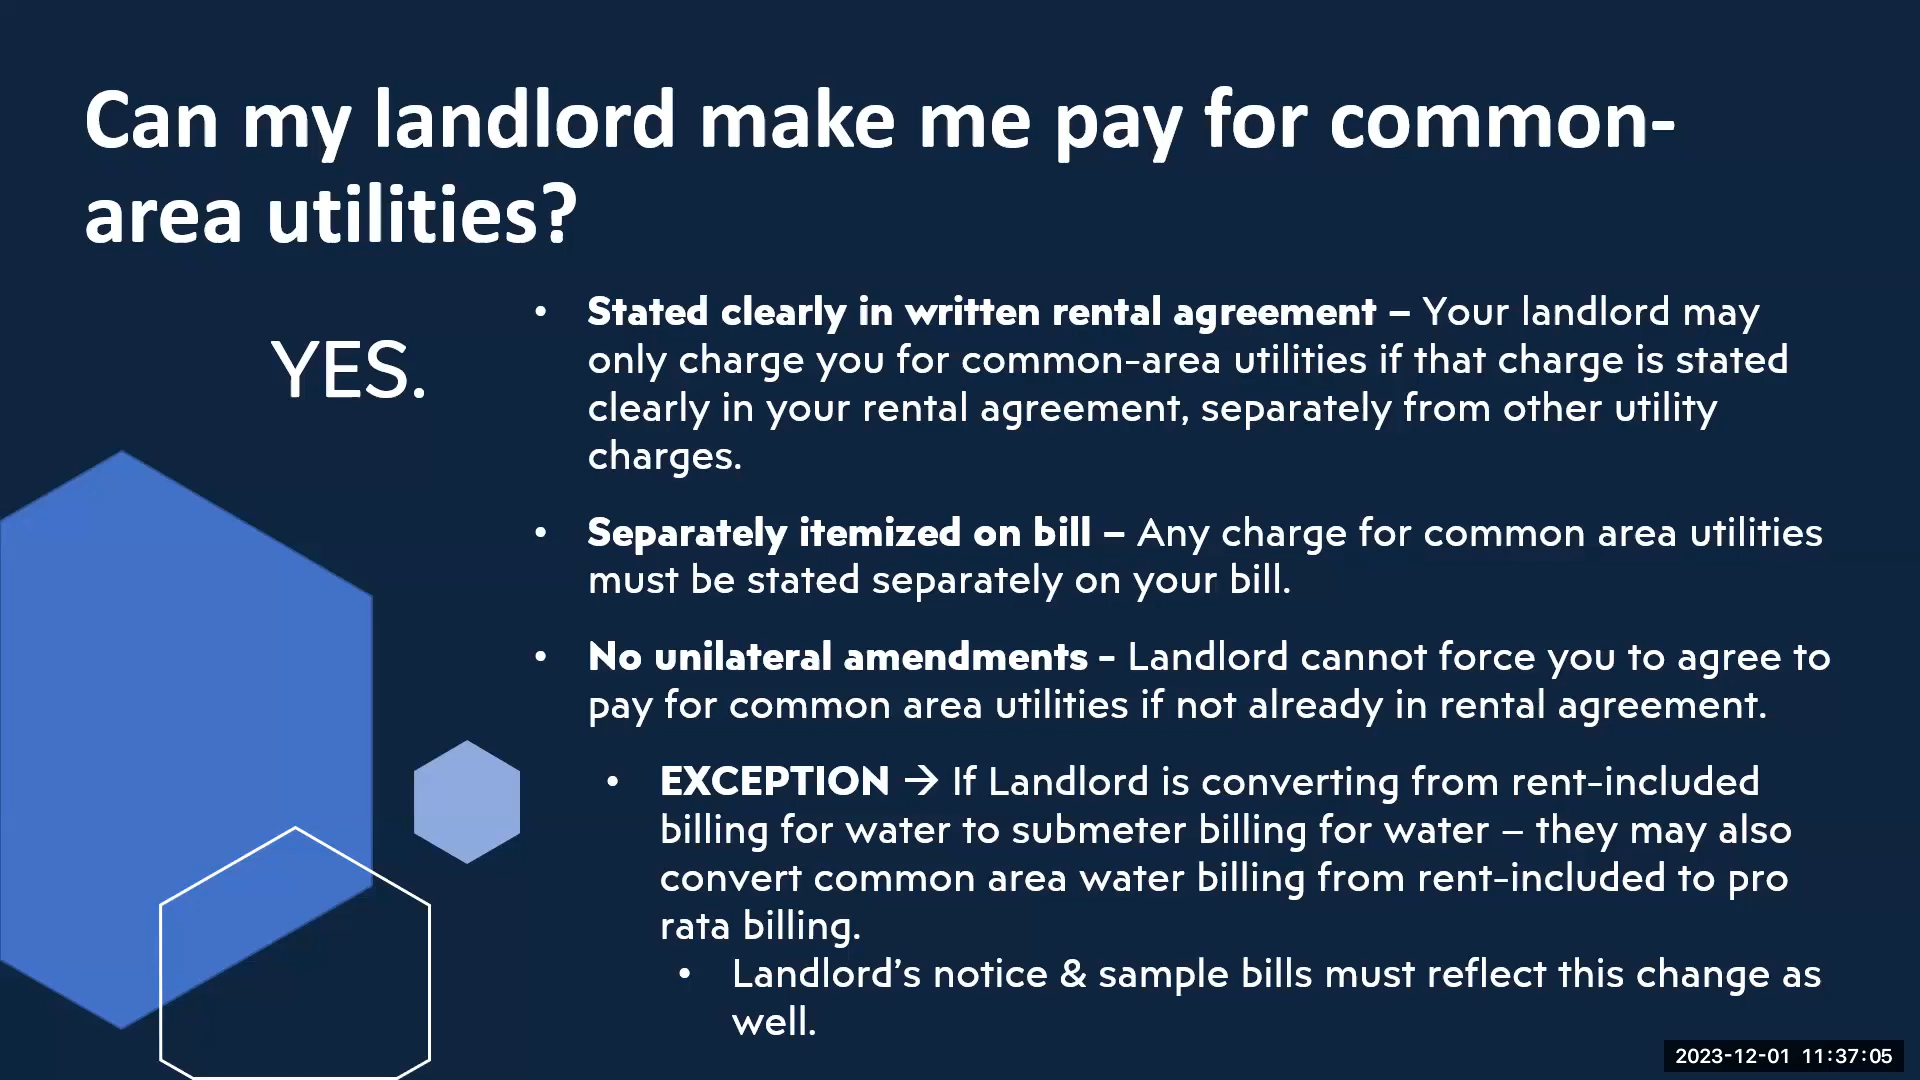 Can my landlord make me pay for common-
area utilities?
YES.
• Stated clearly in written rental agreement – Your landlord may
only charge you for common-area utilities if that charge is stated
clearly in your rental agreement, separately from other utility
charges.
• Separately itemized on bill – Any charge for common area utilities
must be stated separately on your bill.
• No unilateral amendments - Landlord cannot force you to agree to
pay for common area utilities if not already in rental agreement.
• EXCEPTION → If Landlord is converting from rent-included
billing for water to submeter billing for water – they may also
convert common area water billing from rent-included to pro
rata billing.
• Landlord’s notice & sample bills must reflect this change as
well.
2023-12-01 11:37:05